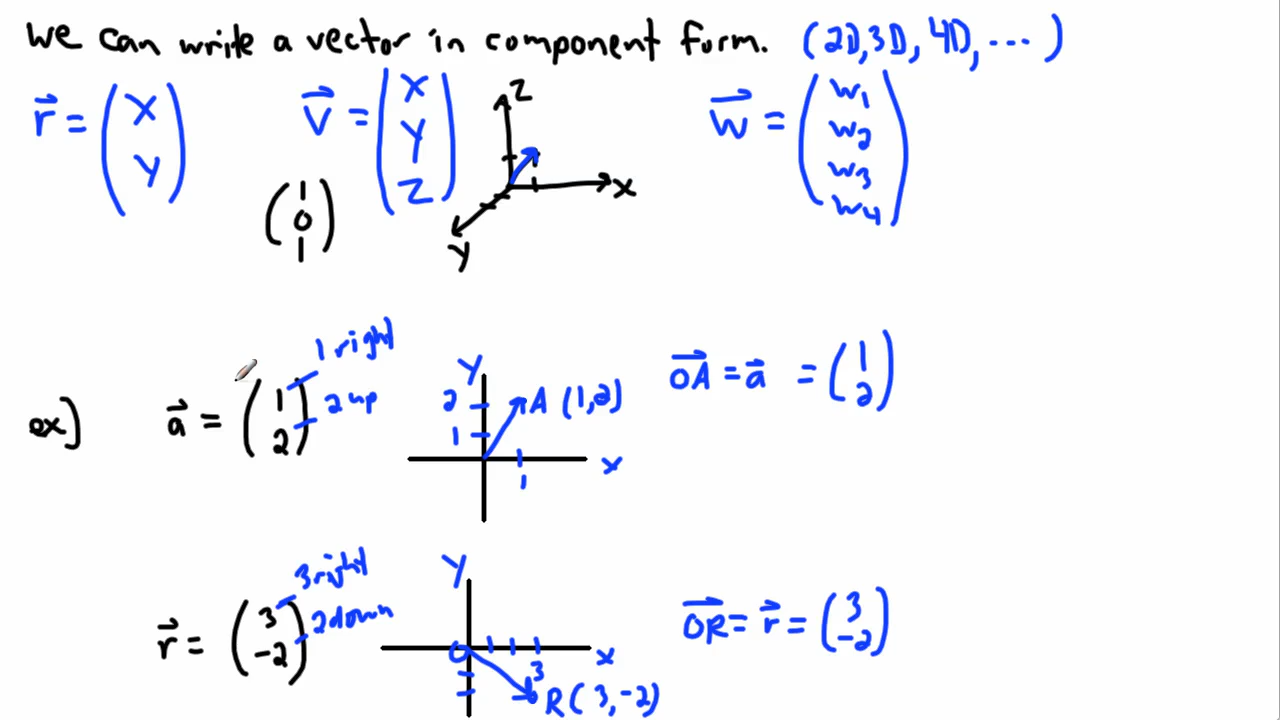 we can write a vector in component form. (2D, 3D, 4D, ...)
r⃗ = (x y)
v⃗ = (x y z)
(1 0 1)
z
x
y
w⃗ = (w₁ w₂ w₃ w₄)
ex] a⃗ = (1 2)
1 right
2 up
y
2
1
A (1,2)
x
1
OA⃗ = a⃗ = (1 2)
r⃗ = (3 -2)
3 right
2 down
y
O
x
3
R(3,-2)
OR⃗ = r⃗ = (3 -2)